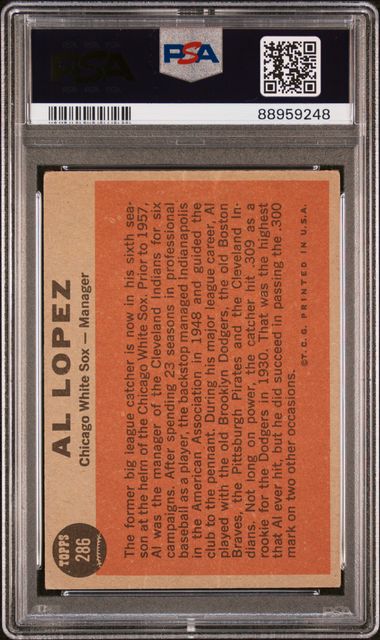 PSA
PSA
88959248
TOPPS
286
AL LOPEZ
Chicago White Sox — Manager
The former big league catcher is now in his sixth sea-
son at the helm of the Chicago White Sox. Prior to 1957,
Al was the manager of the Cleveland Indians for six
campaigns. After spending 23 seasons in professional
baseball as a player, the backstop managed Indianapolis
in the American Association in 1948 and guided the
club to the pennant. During his major league career, Al
played with the old Brooklyn Dodgers, the old Boston
Braves, the Pittsburgh Pirates and the Cleveland In-
dians. Not long on power, the catcher hit .309 as a
rookie for the Dodgers in 1930. That was the highest
that Al ever hit, but he did succeed in passing the .300
mark on two other occasions.
© T. C. G. PRINTED IN U.S.A.